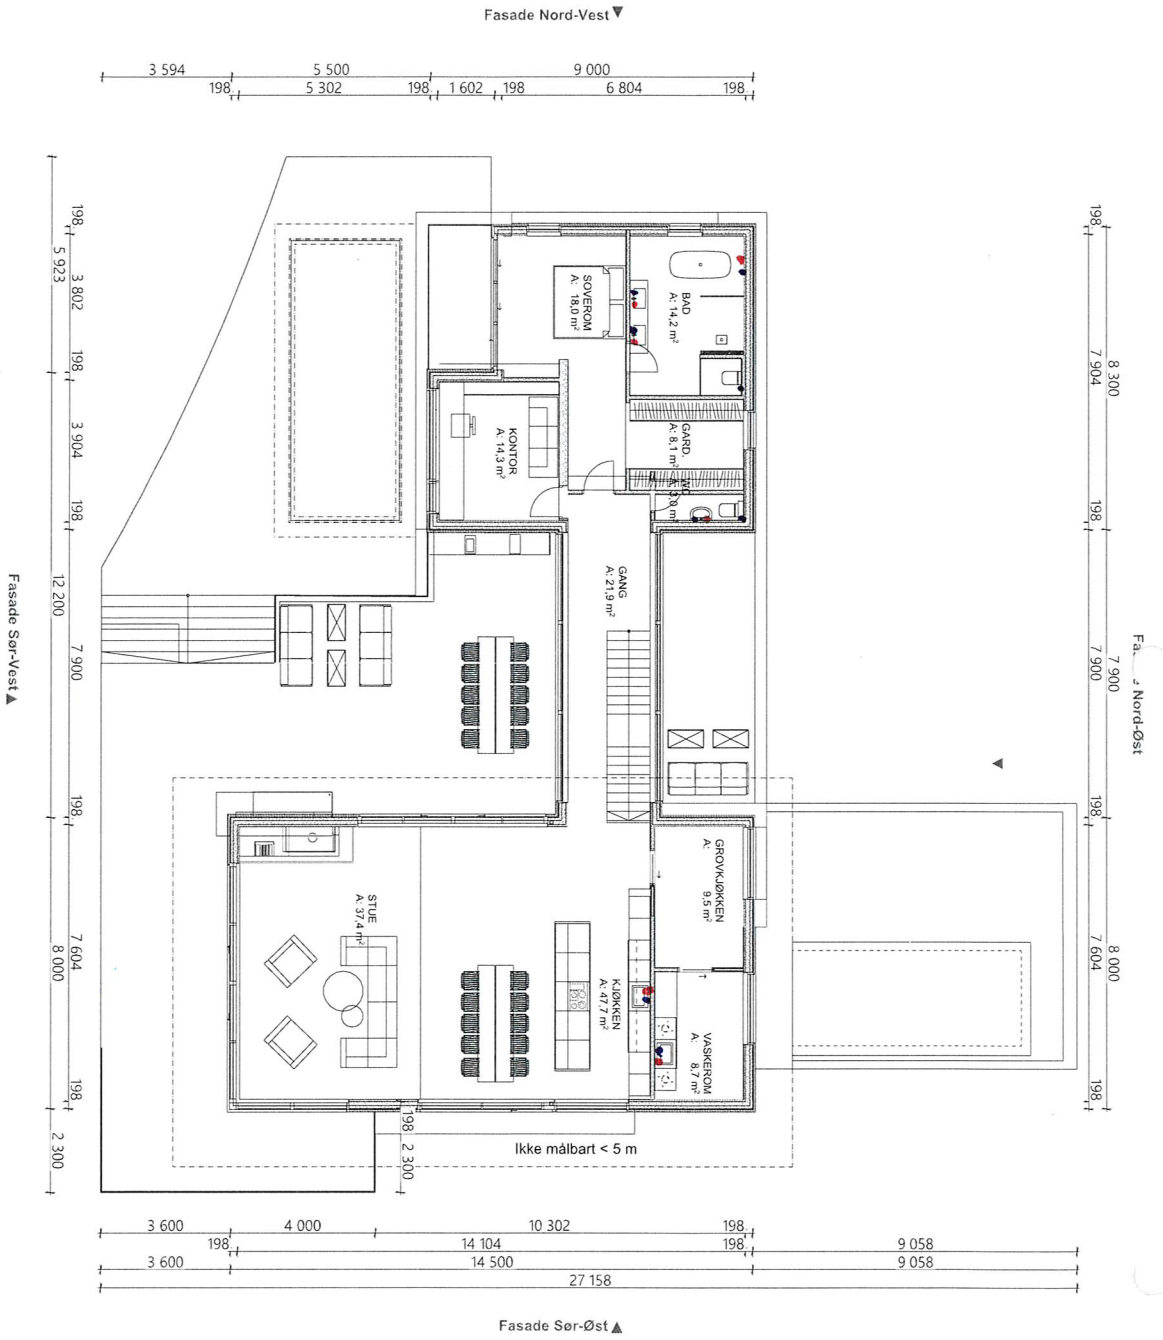 Fasade Nord-Vest
3 594 5 500 9 000
198 5 302 198 1 602 198 6 804 198
198 3 802 198 3 904 198 7 900 198 7 604 198
5 923 12 200 8 000 2 300
198 7 904 198 7 900 198 7 604 198
8 300 7 900 8 000
SOVEROM
A: 18,0 m²
BAD
A: 14,2 m²
KONTOR
A: 14,3 m²
GARD.
A: 8,1 m²
WC
A: 3,0 m²
GANG
A: 21,9 m²
Fasade Sør-Vest
Nord-Øst
GROVKJØKKEN
A: 9,5 m²
STUE
A: 37,4 m²
KJØKKEN
A: 47,7 m²
VASKEROM
A: 8,7 m²
198 2 300
Ikke målbart < 5 m
3 600 4 000 10 302 198
198 14 104 198 9 058
3 600 14 500 9 058
27 158
Fasade Sør-Øst